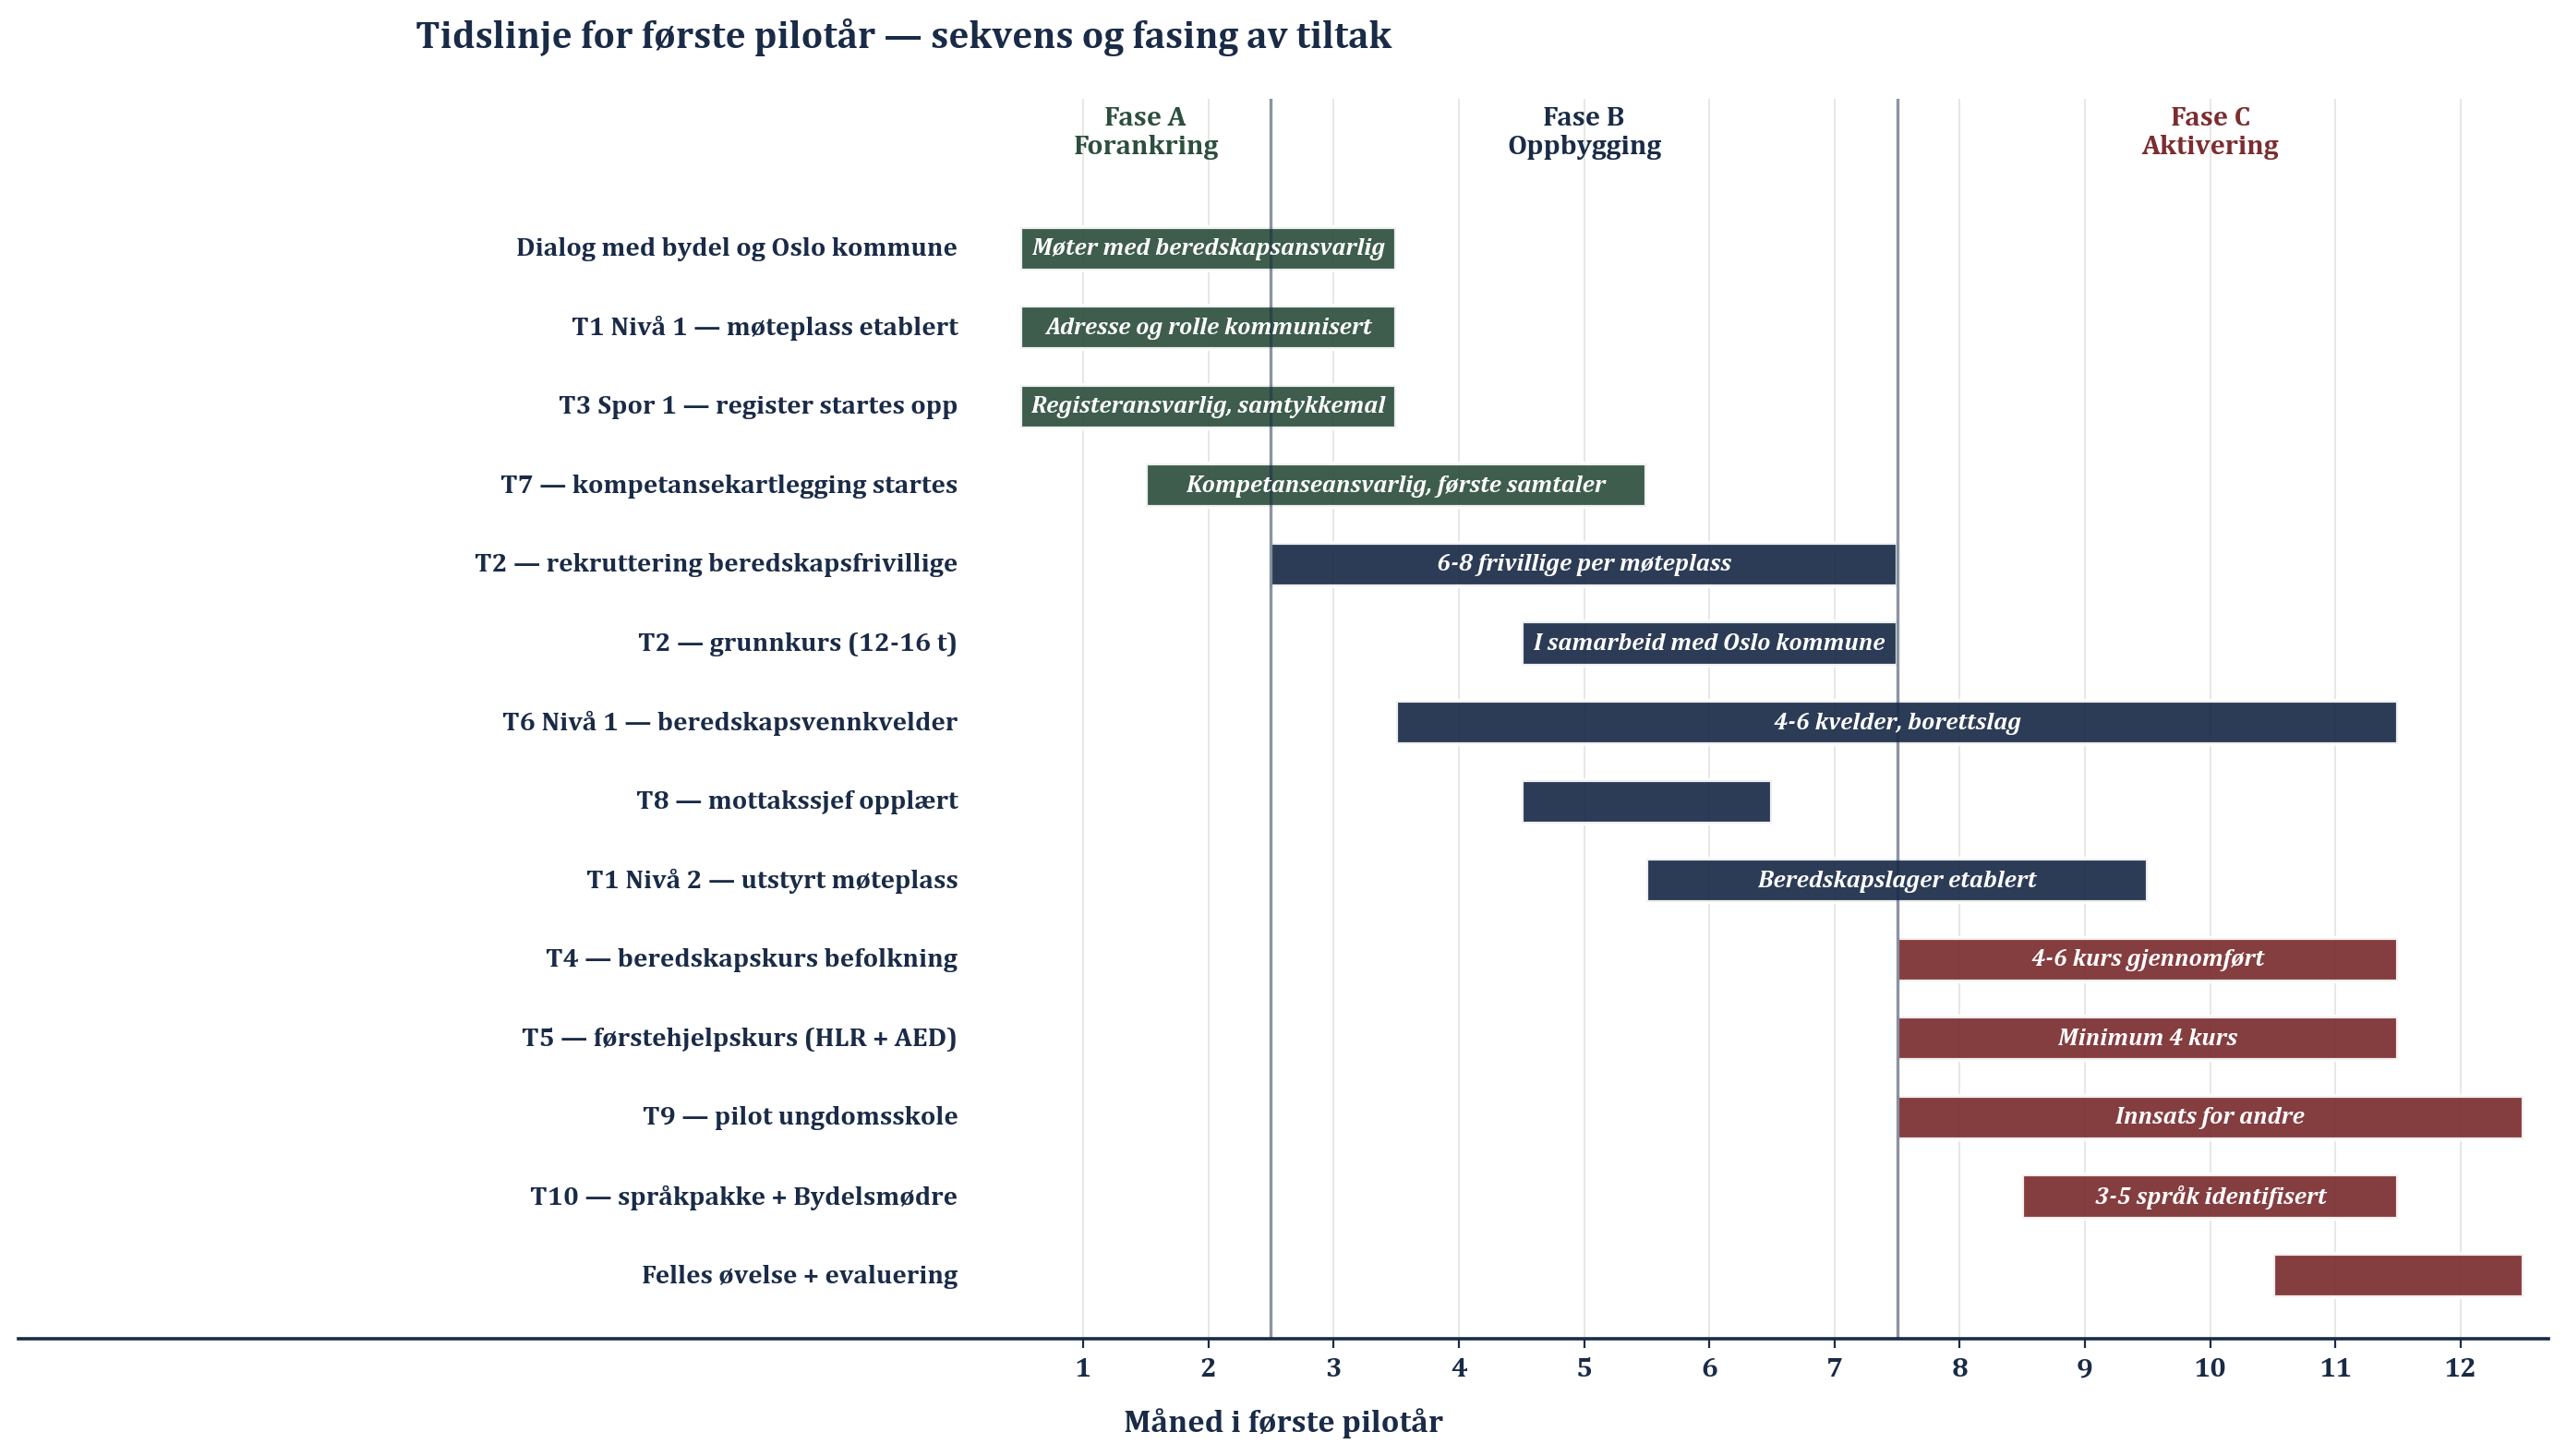 Tidslinje for første pilotår — sekvens og fasing av tiltak
Fase A
Forankring
Fase B
Oppbygging
Fase C
Aktivering
Dialog med bydel og Oslo kommune
Møter med beredskapsansvarlig
T1 Nivå 1 — møteplass etablert
Adresse og rolle kommunisert
T3 Spor 1 — register startes opp
Registeransvarlig, samtykkemal
T7 — kompetansekartlegging startes
Kompetanseansvarlig, første samtaler
T2 — rekruttering beredskapsfrivillige
6-8 frivillige per møteplass
T2 — grunnkurs (12-16 t)
I samarbeid med Oslo kommune
T6 Nivå 1 — beredskapsvennkvelder
4-6 kvelder, borettslag
T8 — mottakssjef opplært
T1 Nivå 2 — utstyrt møteplass
Beredskapslager etablert
T4 — beredskapskurs befolkning
4-6 kurs gjennomført
T5 — førstehjelpskurs (HLR + AED)
Minimum 4 kurs
T9 — pilot ungdomsskole
Innsats for andre
T10 — språkpakke + Bydelsmødre
3-5 språk identifisert
Felles øvelse + evaluering
1 2 3 4 5 6 7 8 9 10 11 12
Måned i første pilotår